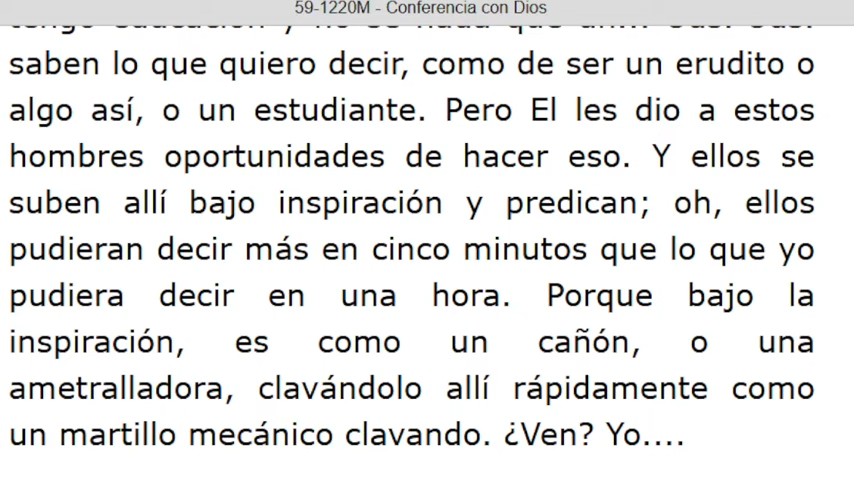 59-1220M - Conferencia con Dios
saben lo que quiero decir, como de ser un erudito o
algo así, o un estudiante. Pero El les dio a estos
hombres oportunidades de hacer eso. Y ellos se
suben allí bajo inspiración y predican; oh, ellos
pudieran decir más en cinco minutos que lo que yo
pudiera decir en una hora. Porque bajo la
inspiración, es como un cañón, o una
ametralladora, clavándolo allí rápidamente como
un martillo mecánico clavando. ¿Ven? Yo....